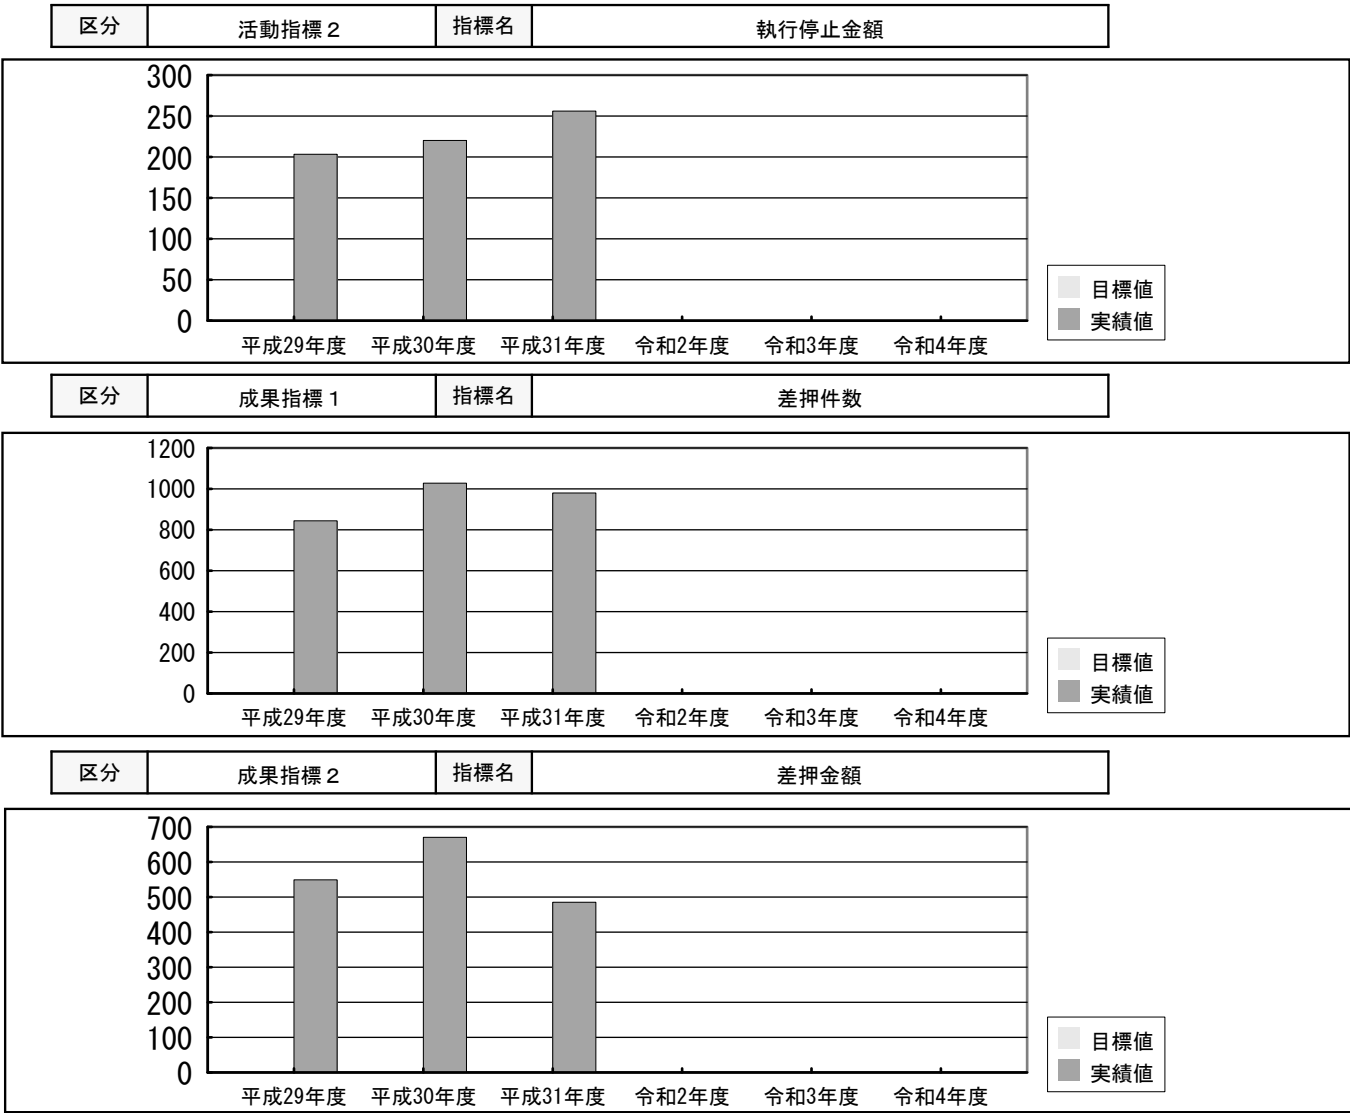 区分 活動指標２ 指標名 執行停止金額
300
250
200
150
100
50
0
平成29年度 平成30年度 平成31年度 令和2年度 令和3年度 令和4年度
目標値
実績値
区分 成果指標１ 指標名 差押件数
1200
1000
800
600
400
200
0
平成29年度 平成30年度 平成31年度 令和2年度 令和3年度 令和4年度
目標値
実績値
区分 成果指標２ 指標名 差押金額
700
600
500
400
300
200
100
0
平成29年度 平成30年度 平成31年度 令和2年度 令和3年度 令和4年度
目標値
実績値